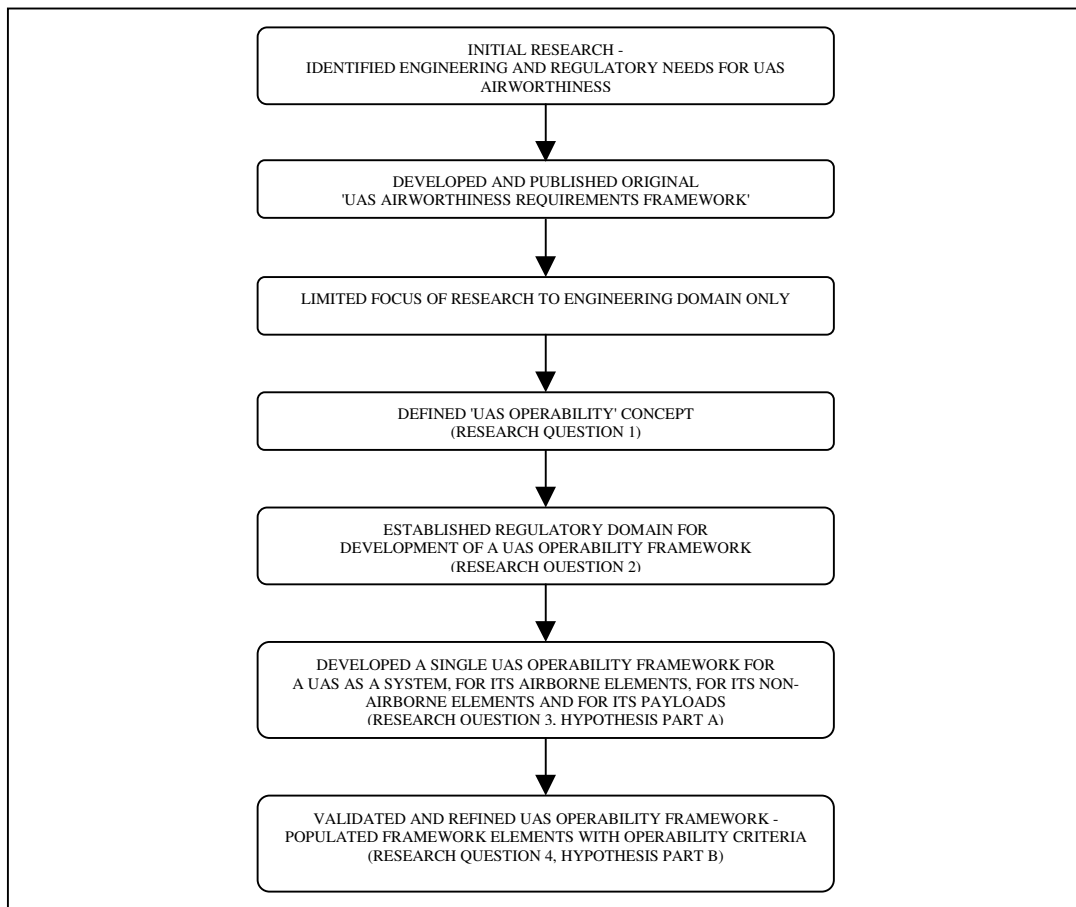 INITIAL RESEARCH -
IDENTIFIED ENGINEERING AND REGULATORY NEEDS FOR UAS
AIRWORTHINESS
DEVELOPED AND PUBLISHED ORIGINAL
'UAS AIRWORTHINESS REQUIREMENTS FRAMEWORK'
LIMITED FOCUS OF RESEARCH TO ENGINEERING DOMAIN ONLY
DEFINED 'UAS OPERABILITY' CONCEPT
(RESEARCH QUESTION 1)
ESTABLISHED REGULATORY DOMAIN FOR
DEVELOPMENT OF A UAS OPERABILITY FRAMEWORK
(RESEARCH QUESTION 2)
DEVELOPED A SINGLE UAS OPERABILITY FRAMEWORK FOR
A UAS AS A SYSTEM, FOR ITS AIRBORNE ELEMENTS, FOR ITS NON-
AIRBORNE ELEMENTS AND FOR ITS PAYLOADS
(RESEARCH QUESTION 3, HYPOTHESIS PART A)
VALIDATED AND REFINED UAS OPERABILITY FRAMEWORK -
POPULATED FRAMEWORK ELEMENTS WITH OPERABILITY CRITERIA
(RESEARCH QUESTION 4, HYPOTHESIS PART B)